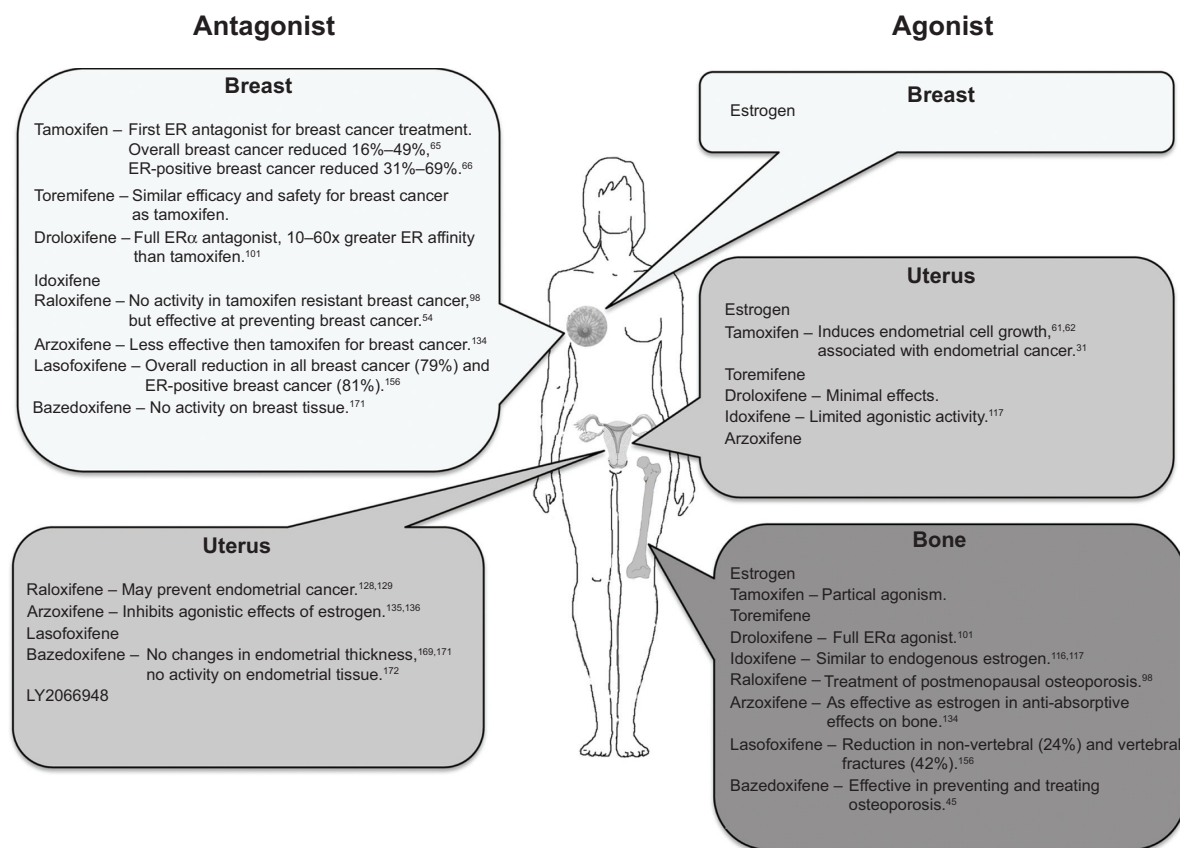 Antagonist
Agonist
Breast
Tamoxifen – First ER antagonist for breast cancer treatment.
Overall breast cancer reduced 16%–49%,65
ER-positive breast cancer reduced 31%–69%.66
Toremifene – Similar efficacy and safety for breast cancer
as tamoxifen.
Droloxifene – Full ERα antagonist, 10–60x greater ER affinity
than tamoxifen.101
Idoxifene
Raloxifene – No activity in tamoxifen resistant breast cancer,98
but effective at preventing breast cancer.54
Arzoxifene – Less effective then tamoxifen for breast cancer.134
Lasofoxifene – Overall reduction in all breast cancer (79%) and
ER-positive breast cancer (81%).156
Bazedoxifene – No activity on breast tissue.171
Uterus
Raloxifene – May prevent endometrial cancer.128,129
Arzoxifene – Inhibits agonistic effects of estrogen.135,136
Lasofoxifene
Bazedoxifene – No changes in endometrial thickness,169,171
no activity on endometrial tissue.172
LY2066948
Breast
Estrogen
Uterus
Estrogen
Tamoxifen – Induces endometrial cell growth,61,62
associated with endometrial cancer.31
Toremifene
Droloxifene – Minimal effects.
Idoxifene – Limited agonistic activity.117
Arzoxifene
Bone
Estrogen
Tamoxifen – Partical agonism.
Toremifene
Droloxifene – Full ERα agonist.101
Idoxifene – Similar to endogenous estrogen.116,117
Raloxifene – Treatment of postmenopausal osteoporosis.98
Arzoxifene – As effective as estrogen in anti-absorptive
effects on bone.134
Lasofoxifene – Reduction in non-vertebral (24%) and vertebral
fractures (42%).156
Bazedoxifene – Effective in preventing and treating
osteoporosis.45